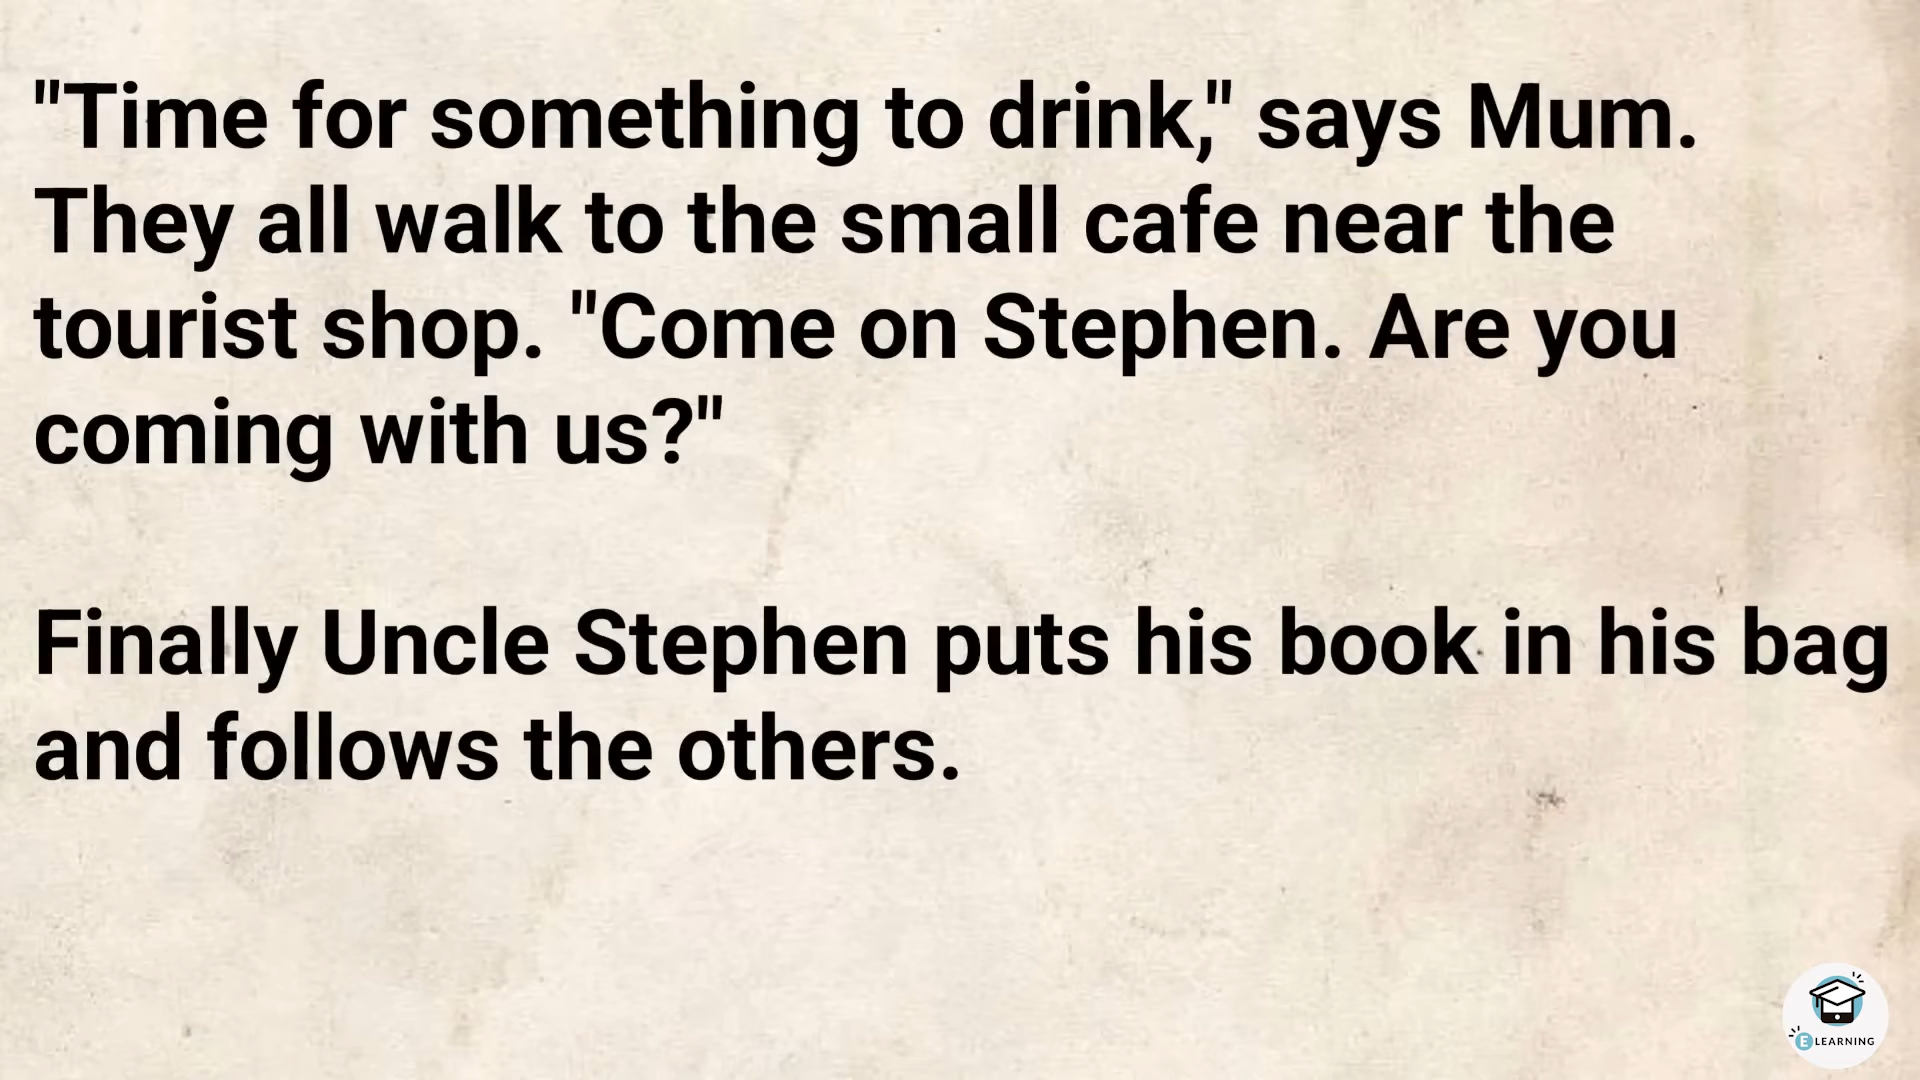 "Time for something to drink," says Mum.
They all walk to the small cafe near the
tourist shop. "Come on Stephen. Are you
coming with us?"
Finally Uncle Stephen puts his book in his bag
and follows the others.
E LEARNING